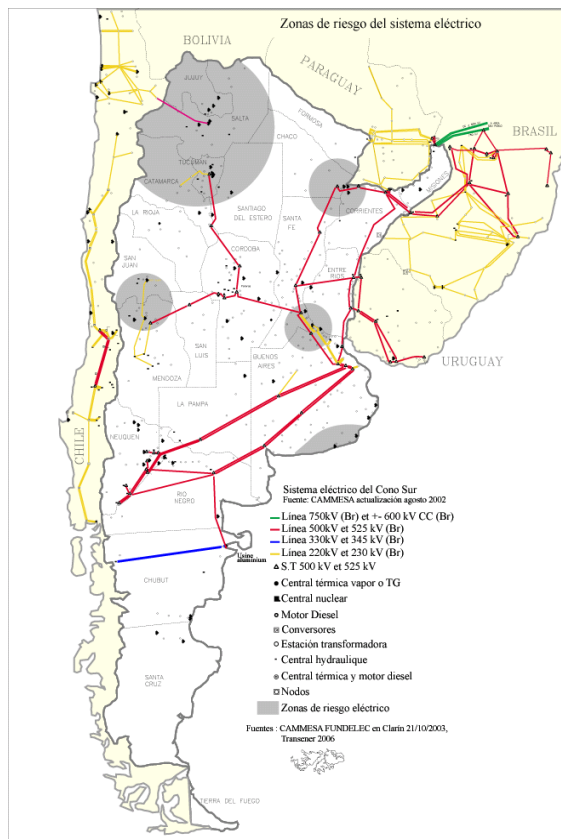 Zonas de riesgo del sistema eléctrico
BOLIVIA
PARAGUAY
BRASIL
JUJUY
SALTA
FORMOSA
CHACO
TUCUMAN
CATAMARCA
MISIONES
SANTIAGO
DEL ESTERO
CORRIENTES
LA RIOJA
SANTA
FE
SAN
JUAN
CORDOBA
ENTRE
RIOS
SAN
LUIS
URUGUAY
MENDOZA
BUENOS
AIRES
LA PAMPA
CHILE
NEUQUEN
RIO
NEGRO
Usine
aluminium
CHUBUT
SANTA
CRUZ
TIERRA DEL FUEGO
Sistema eléctrico del Cono Sur
Fuente: CAMMESA actualización agosto 2002
Línea 750kV (Br) et +- 600 kV CC (Br)
Línea 500kV et 525 kV (Br)
Línea 330kV et 345 kV (Br)
Línea 220kV et 230 kV (Br)
S.T 500 kV et 525 kV
Central térmica vapor o TG
Central nuclear
Motor Diesel
Conversores
Estación transformadora
Central hydraulique
Central térmica y motor diesel
Nodos
Zonas de riesgo eléctrico
Fuentes : CAMMESA FUNDELEC en Clarín 21/10/2003,
Transener 2006